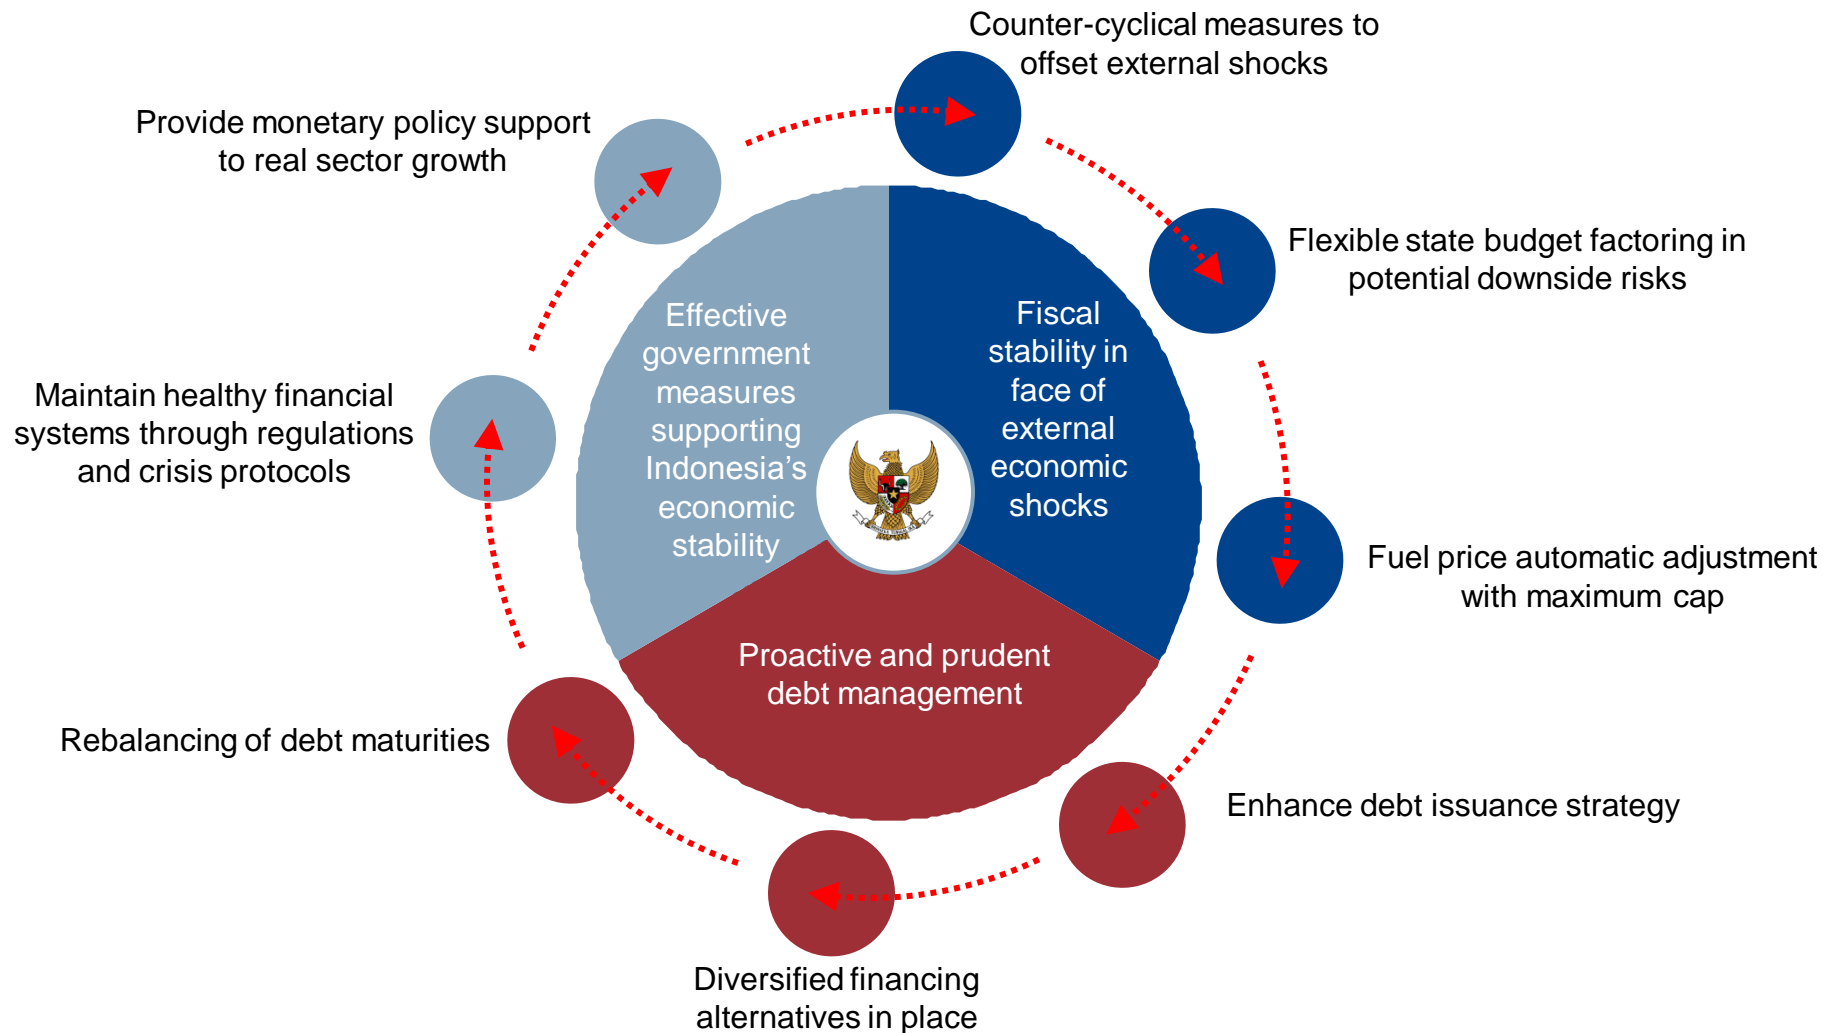 Counter-cyclical measures to
offset external shocks
Provide monetary policy support
to real sector growth
Flexible state budget factoring in
potential downside risks
Effective
government
measures
supporting
Indonesia’s
economic
stability
Fiscal
stability in
face of
external
economic
shocks
Maintain healthy financial
systems through regulations
and crisis protocols
Fuel price automatic adjustment
with maximum cap
Proactive and prudent
debt management
Rebalancing of debt maturities
Enhance debt issuance strategy
Diversified financing
alternatives in place